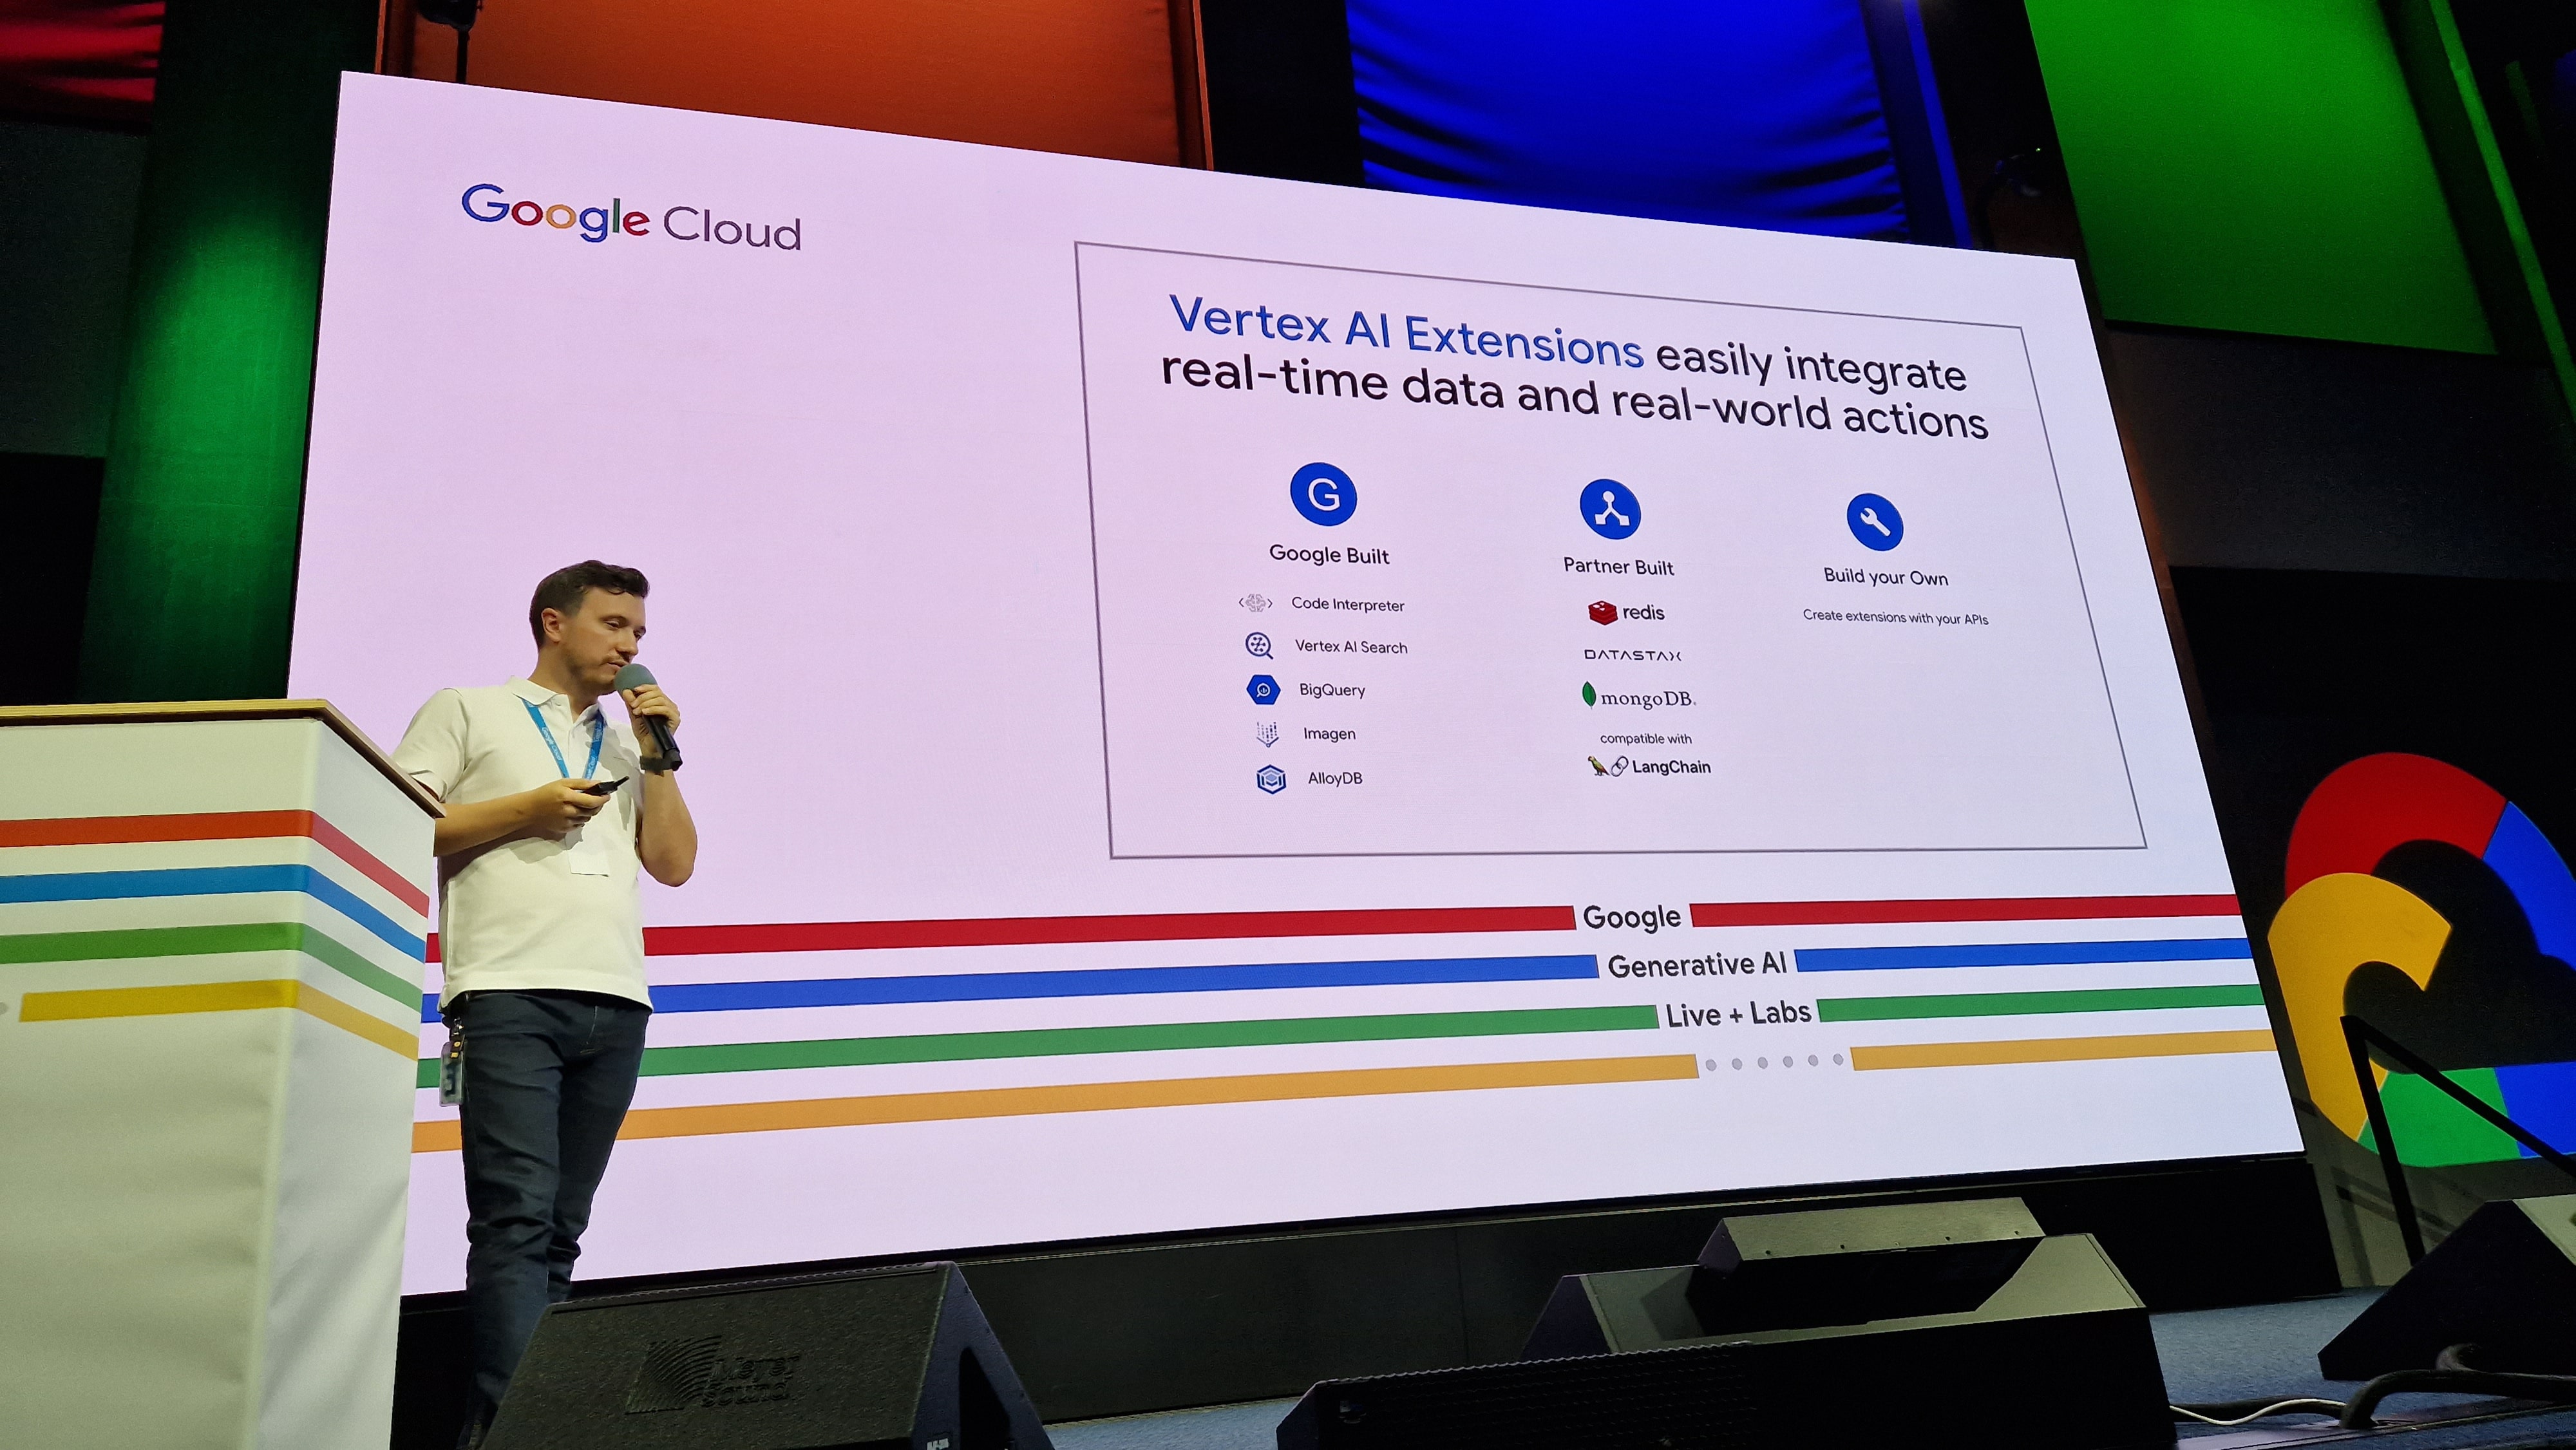 Google Cloud
Vertex AI Extensions easily integrate
real-time data and real-world actions
G
Google Built
Code Interpreter
Vertex AI Search
BigQuery
Imagen
AlloyDB
Partner Built
redis
DATASTAX
mongoDB.
compatible with
LangChain
Build your Own
Create extensions with your APIs
Google
Generative AI
Live + Labs
Meyer
Sound